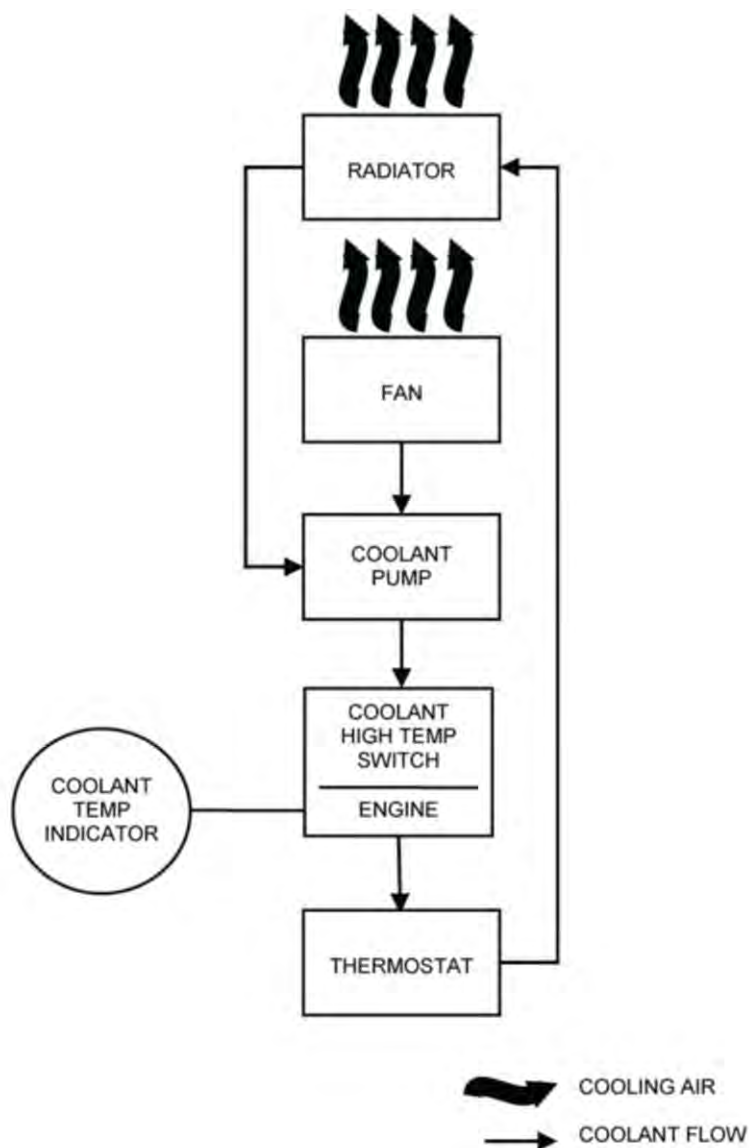 RADIATOR
FAN
COOLANT
PUMP
COOLANT
HIGH TEMP
SWITCH
ENGINE
COOLANT
TEMP
INDICATOR
THERMOSTAT
COOLING AIR
COOLANT FLOW